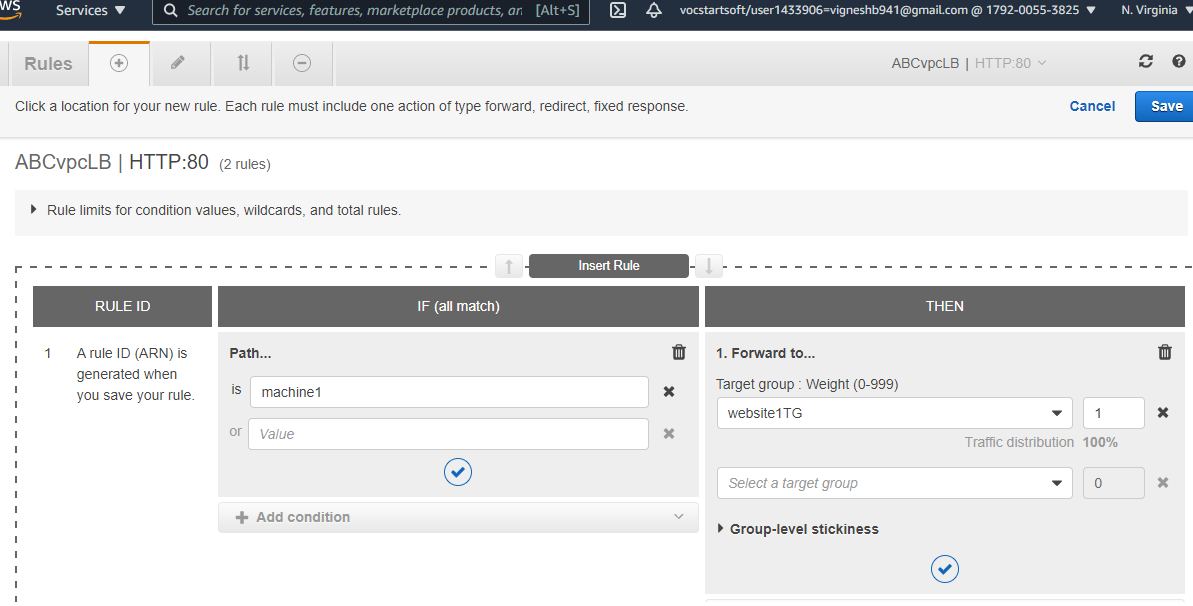 WS
Services
Search for services, features, marketplace products, an [Alt+S]
vocstartsoft/user1433906=vigneshb941@gmail.com @ 1792-0055-3825
N. Virginia
Rules
ABCvpcLB | HTTP:80
Click a location for your new rule. Each rule must include one action of type forward, redirect, fixed response.
Cancel
Save
ABCvpcLB | HTTP:80 (2 rules)
Rule limits for condition values, wildcards, and total rules.
Insert Rule
RULE ID
IF (all match)
THEN
1 A rule ID (ARN) is
generated when
you save your rule.
Path...
is machine1
or Value
Add condition
1. Forward to...
Target group : Weight (0-999)
website1TG 1
Traffic distribution 100%
Select a target group 0
Group-level stickiness